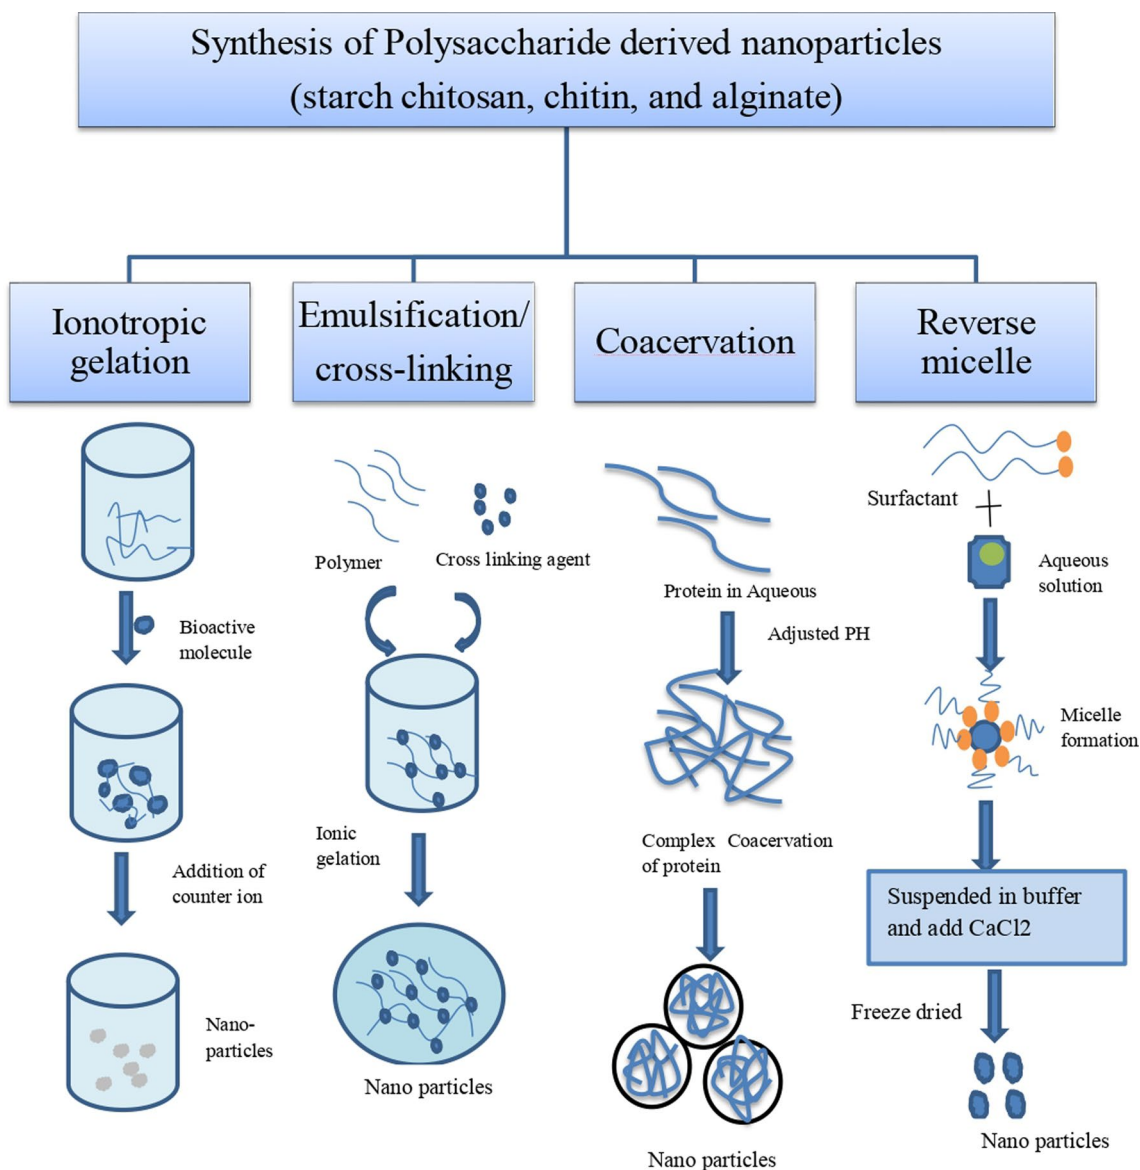 Synthesis of Polysaccharide derived nanoparticles
(starch chitosan, chitin, and alginate)
Ionotropic
gelation
Bioactive
molecule
Addition of
counter ion
Nano-
particles
Emulsification/
cross-linking
Polymer
Cross linking agent
Ionic
gelation
Nano particles
Coacervation
Protein in Aqueous
Adjusted PH
Complex Coacervation
of protein
Nano particles
Reverse
micelle
Surfactant
Aqueous
solution
Micelle
formation
Suspended in buffer
and add CaCl2
Freeze dried
Nano particles